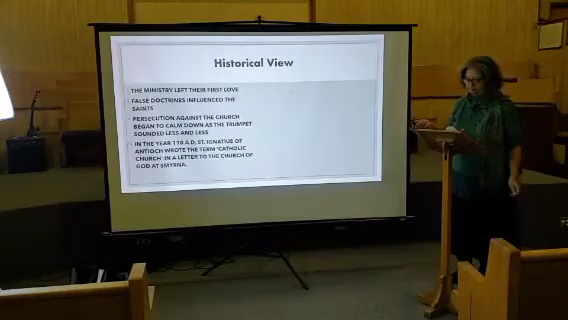 Historical View
THE MINISTRY LEFT THEIR FIRST LOVE
FALSE DOCTRINES INFLUENCED THE
SAINTS
PERSECUTION AGAINST THE CHURCH
BEGAN TO CALM DOWN AS THE TRUMPET
SOUNDED LESS AND LESS
IN THE YEAR 110 A.D. ST. IGNATIUS OF
ANTIOCH WROTE THE TERM "CATHOLIC
CHURCH" IN A LETTER TO THE CHURCH OF
GOD AT SMYRNA.